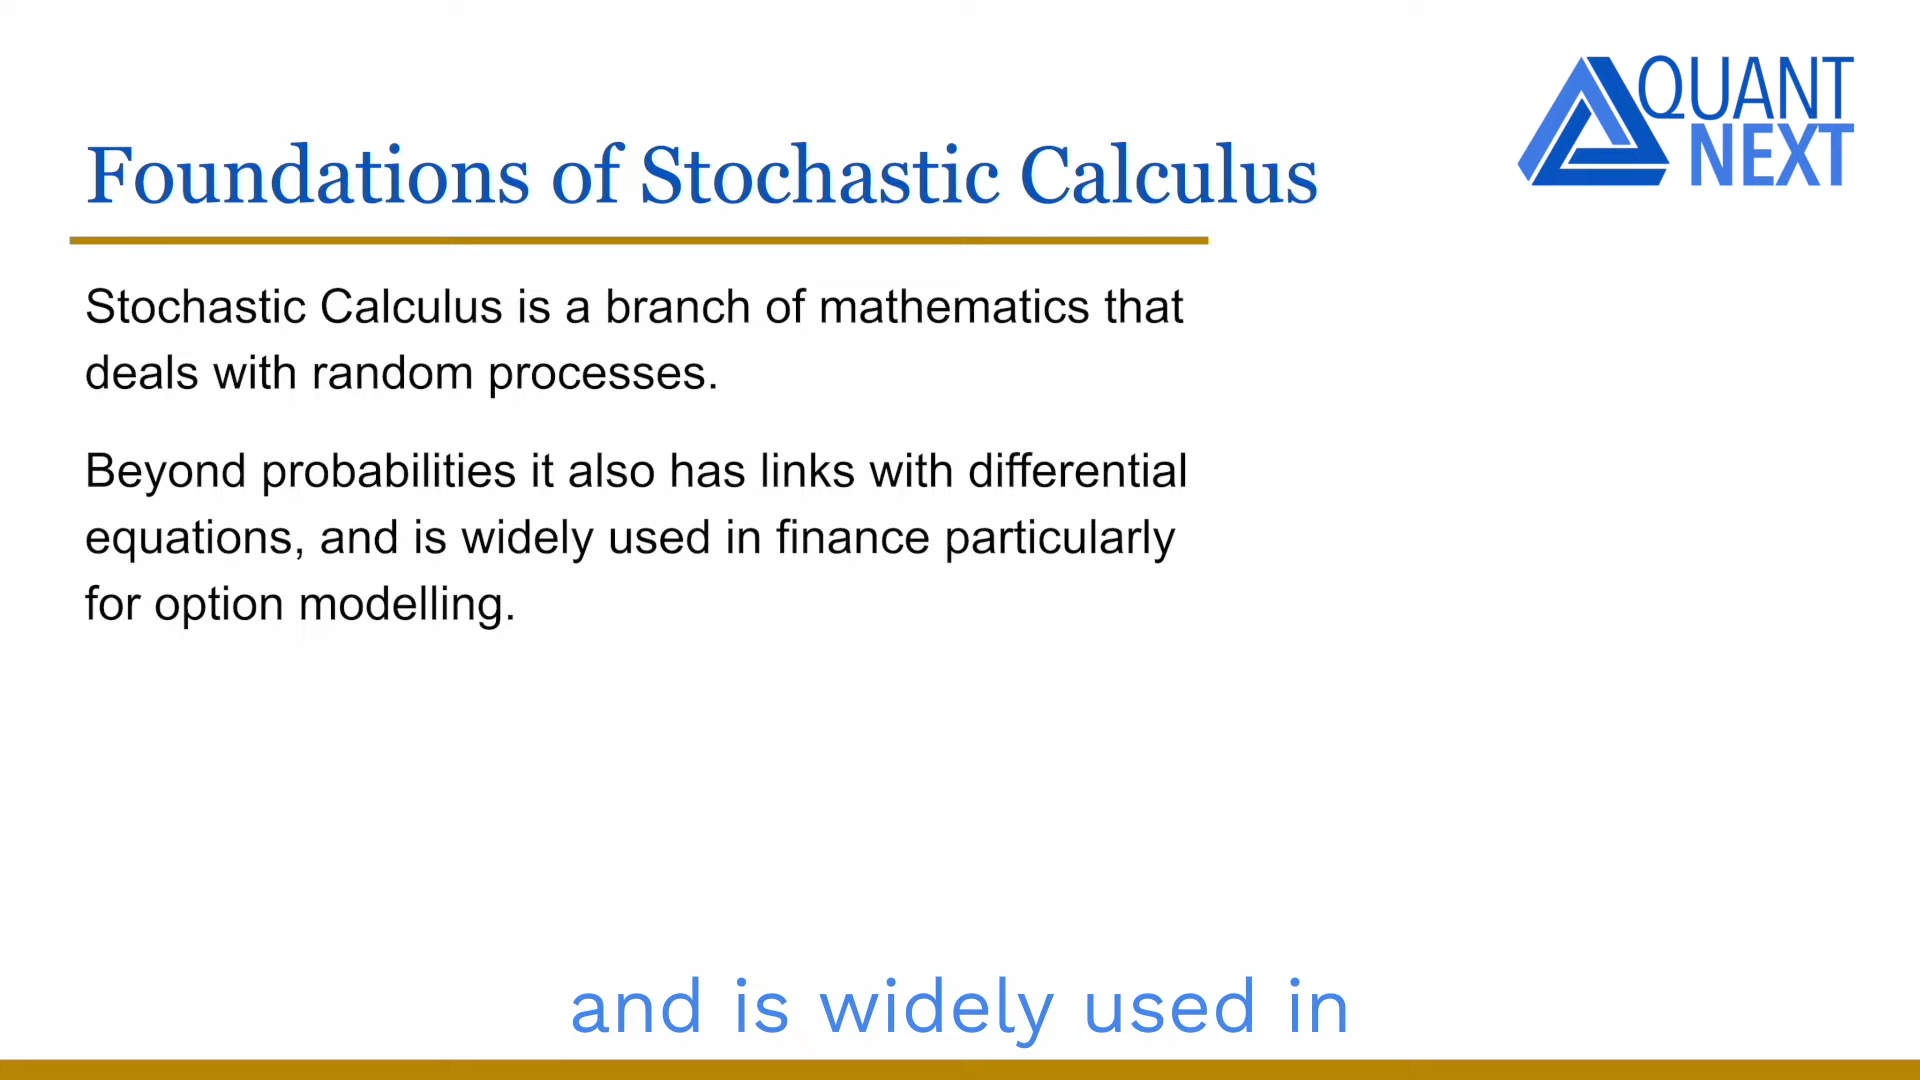 QUANT
NEXT
Foundations of Stochastic Calculus
Stochastic Calculus is a branch of mathematics that
deals with random processes.
Beyond probabilities it also has links with differential
equations, and is widely used in finance particularly
for option modelling.
and is widely used in